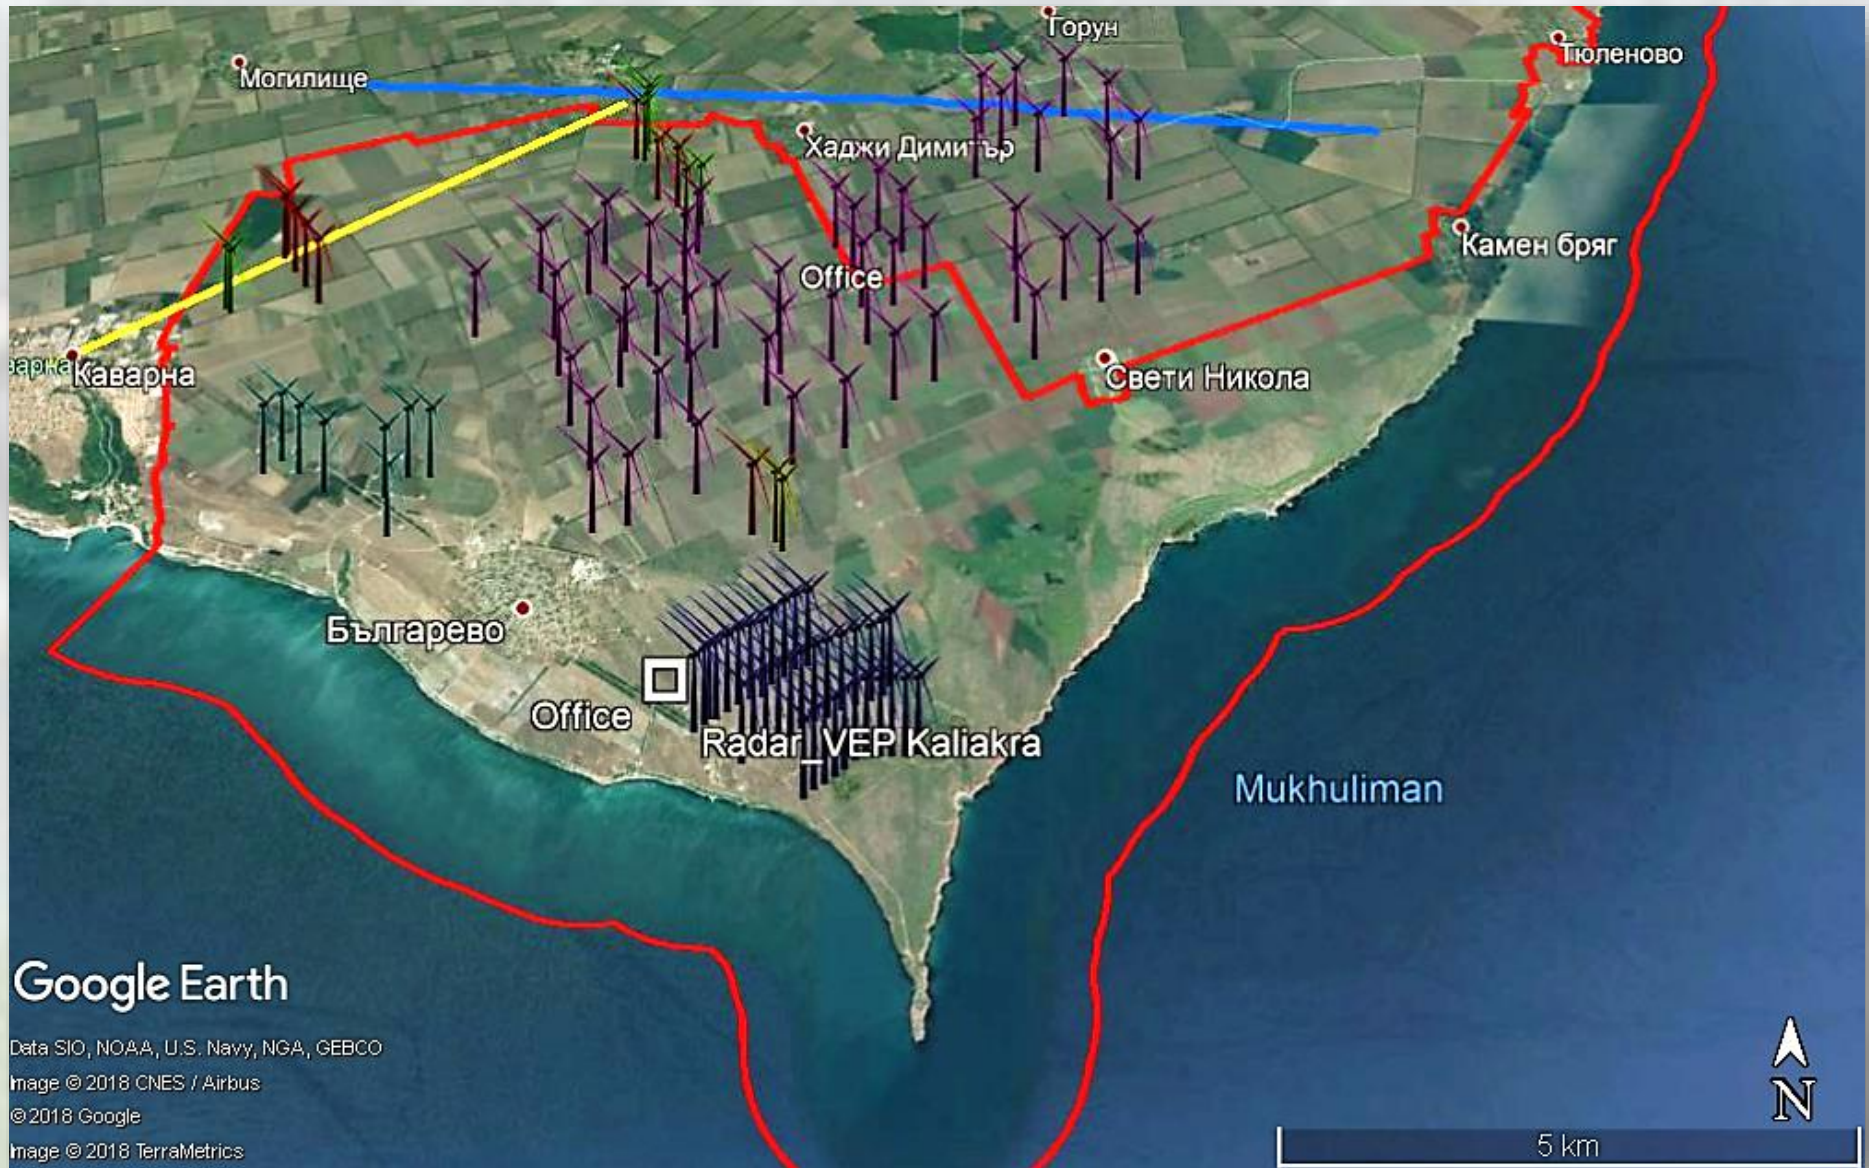 Горун
Тюленово
Могилище
Хаджи Димитър
Камен бряг
Office
Каварна
Свети Никола
Българево
Office
Radar_VEP Kaliakra
Mukhuliman
Google Earth
Data SIO, NOAA, U.S. Navy, NGA, GEBCO
Image © 2018 CNES / Airbus
© 2018 Google
Image © 2018 TerraMetrics
N
5 km